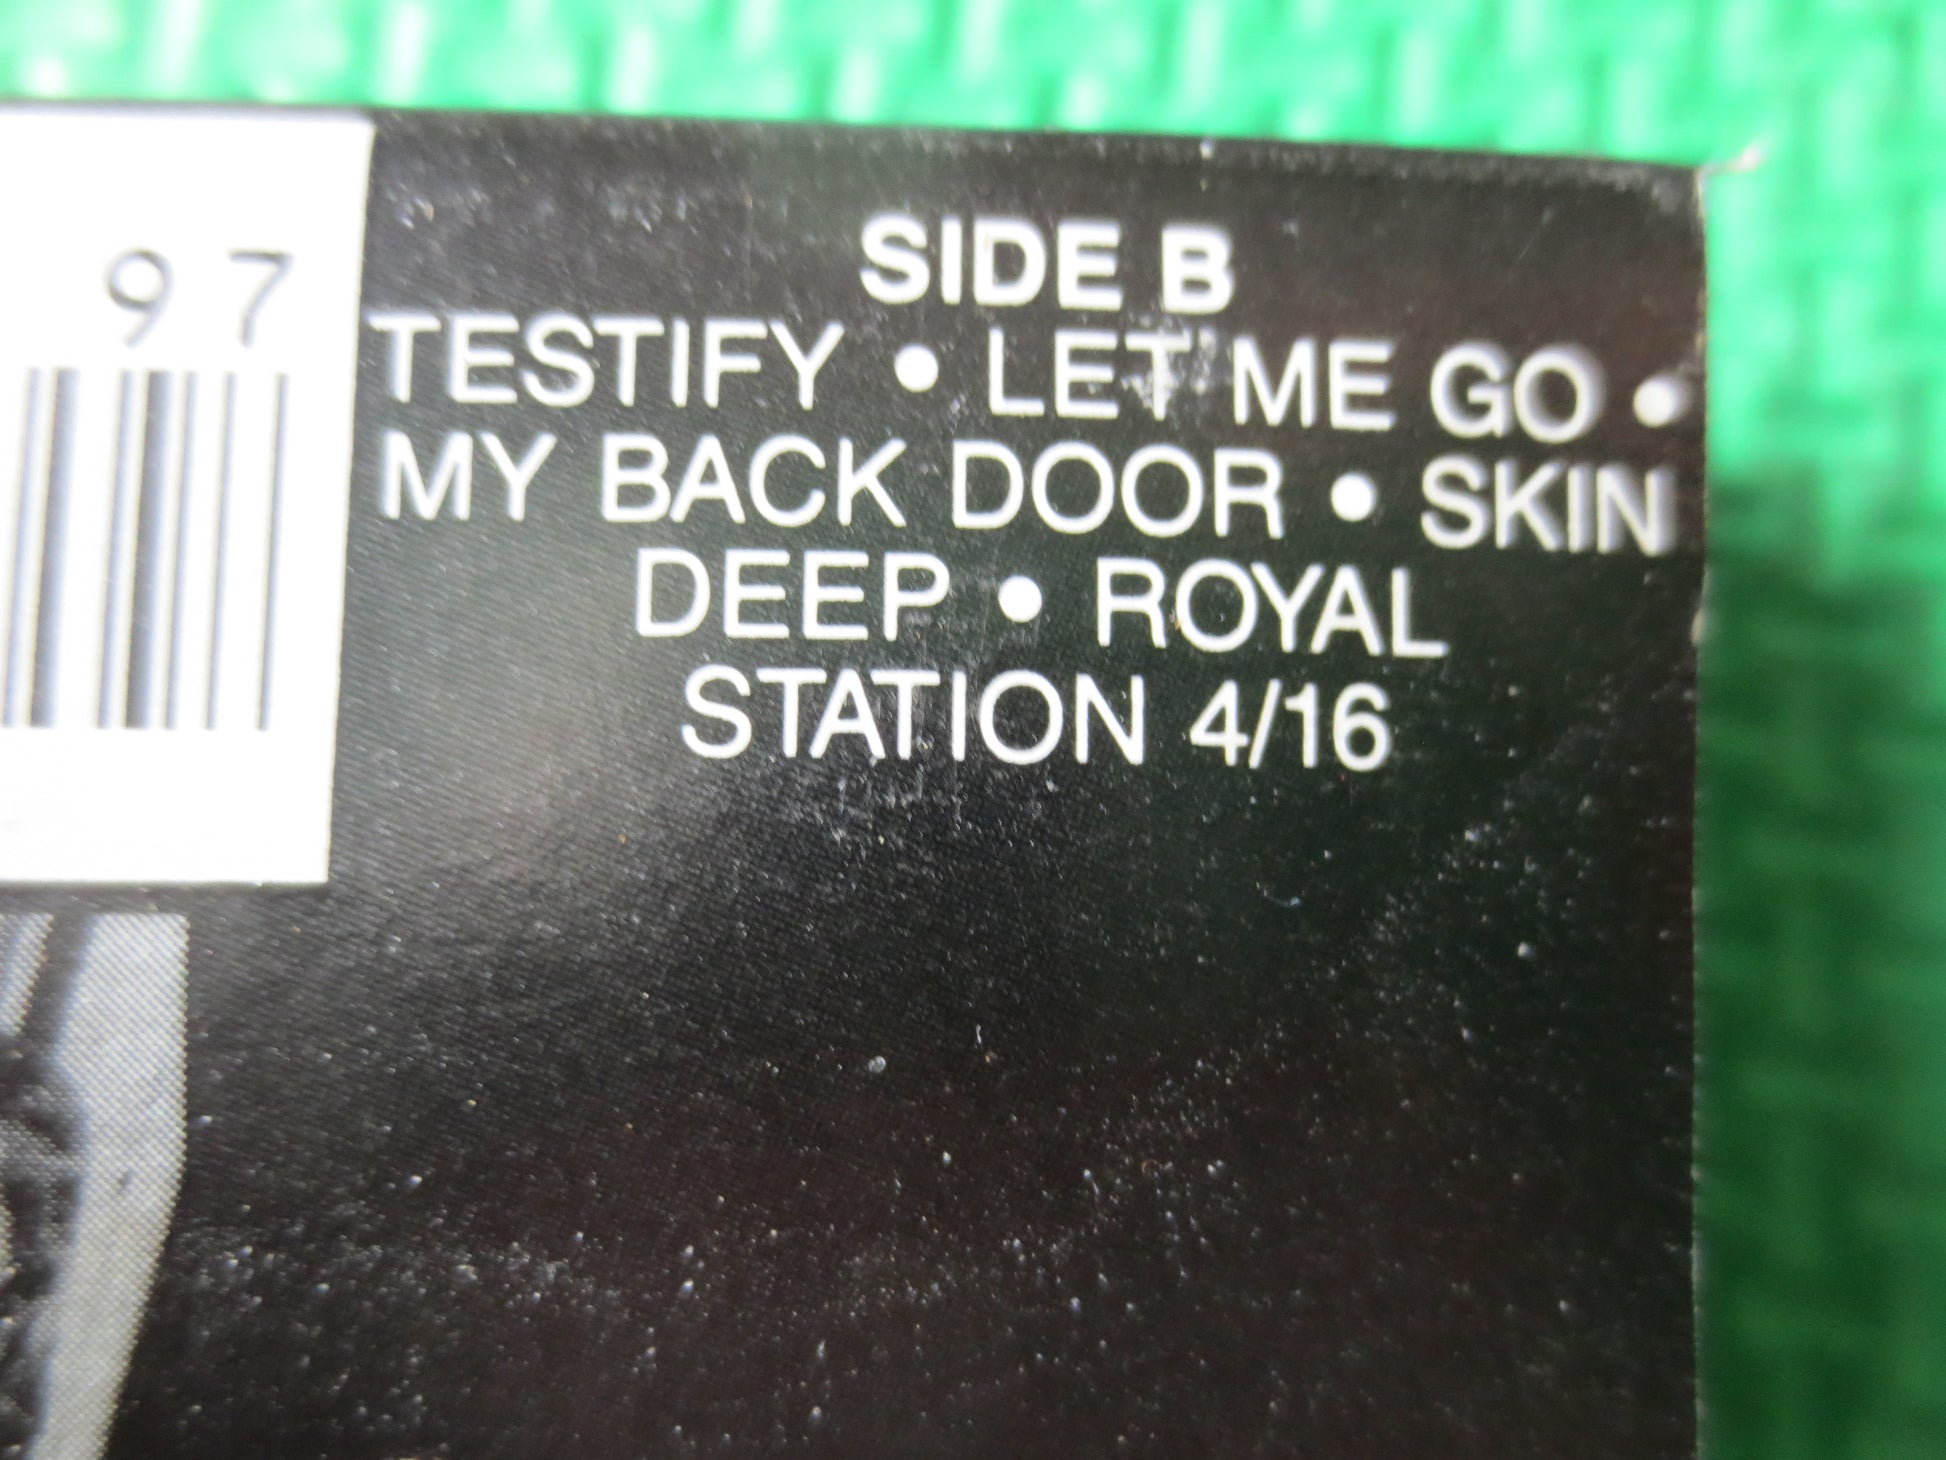 97
SIDE B
TESTIFY • LET ME GO •
MY BACK DOOR • SKIN
DEEP • ROYAL
STATION 4/16